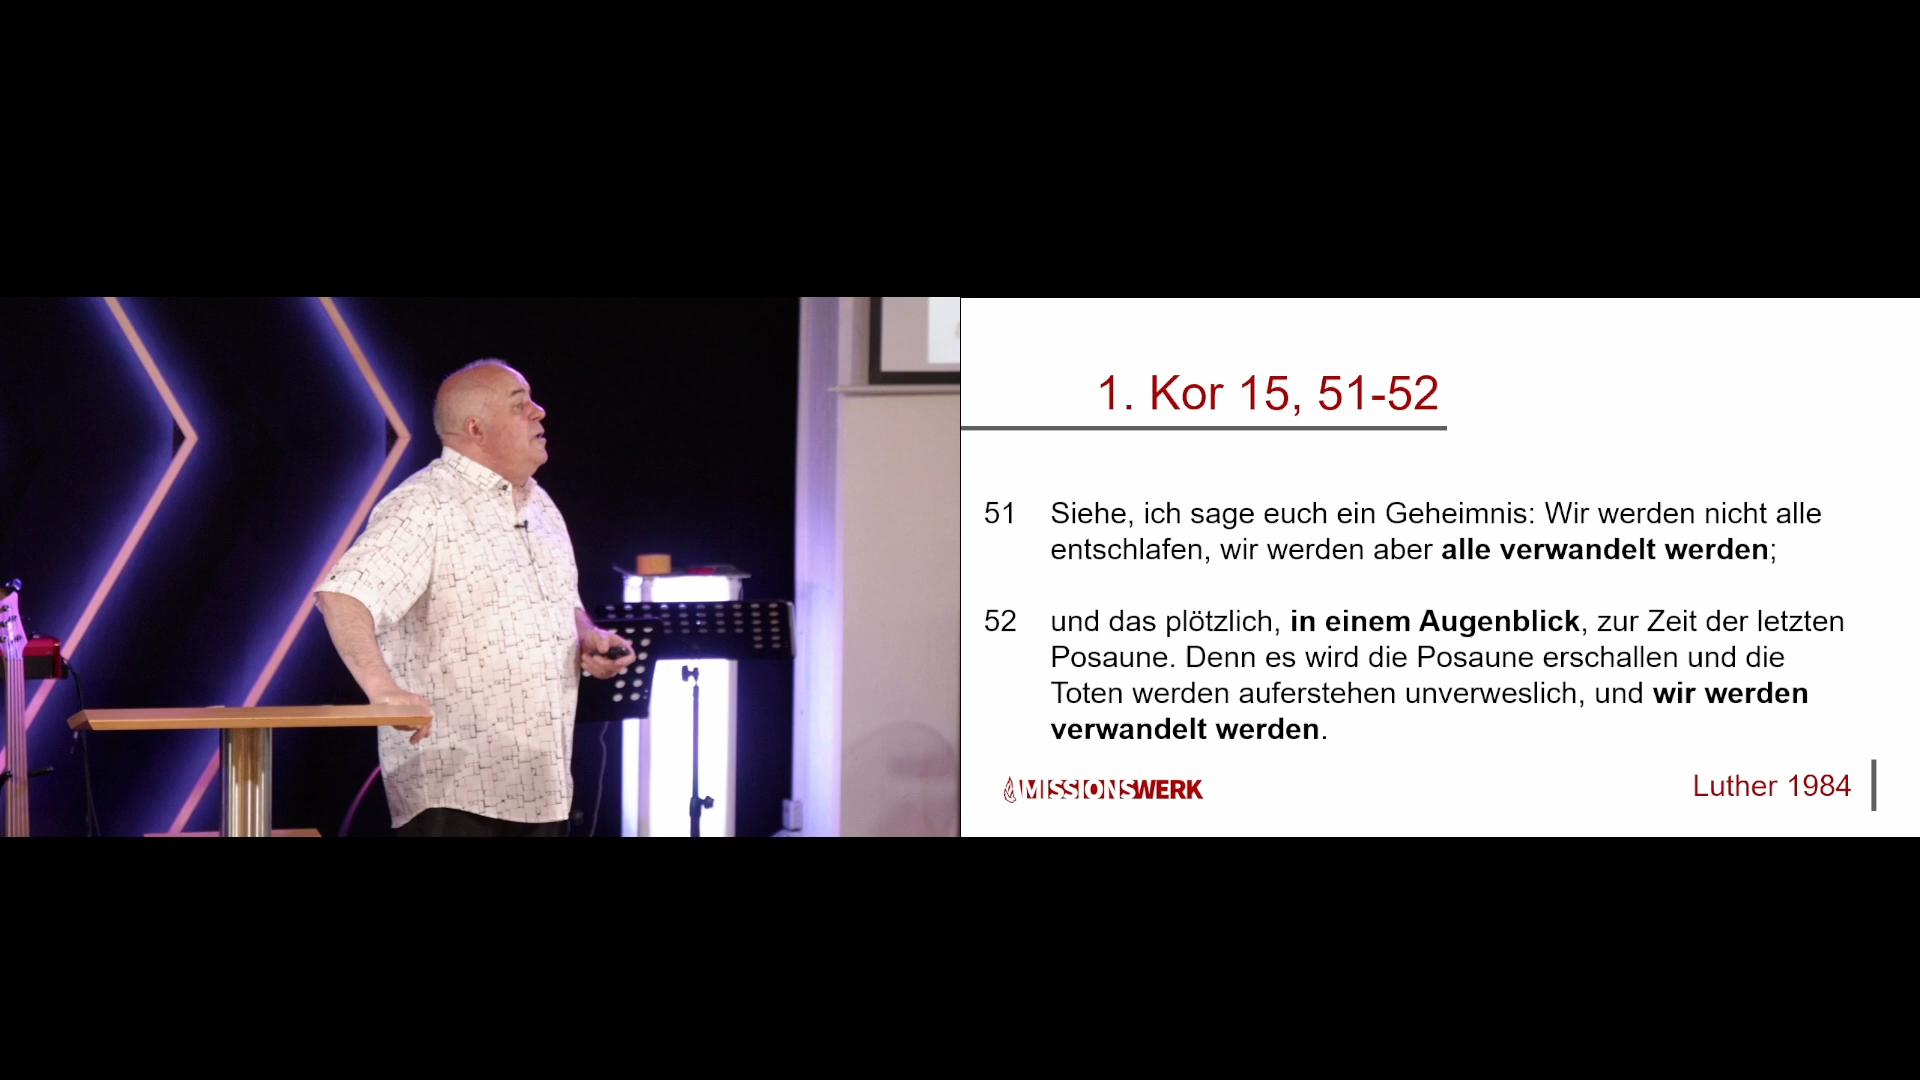 1. Kor 15, 51-52
51 Siehe, ich sage euch ein Geheimnis: Wir werden nicht alle
entschlafen, wir werden aber alle verwandelt werden;
52 und das plötzlich, in einem Augenblick, zur Zeit der letzten
Posaune. Denn es wird die Posaune erschallen und die
Toten werden auferstehen unverweslich, und wir werden
verwandelt werden.
MISSIONSWERK
Luther 1984